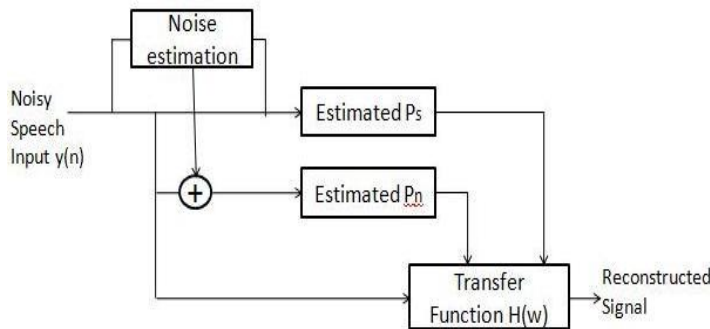 Noise
estimation
Noisy
Speech
Input y(n)
Estimated Ps
+
Estimated Pn
Transfer
Function H(w)
Reconstructed
Signal